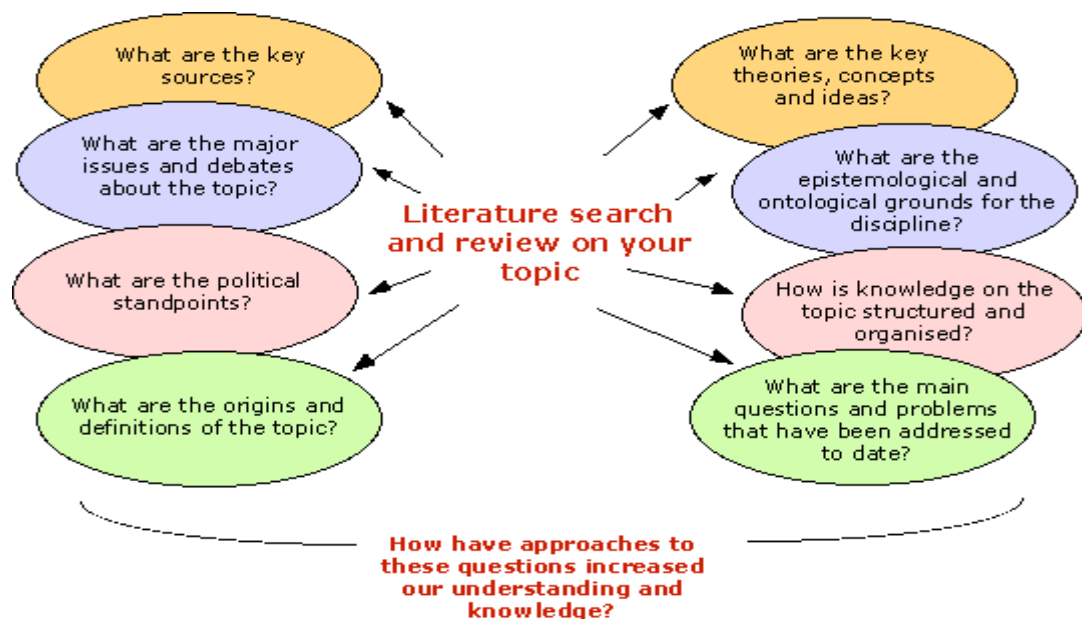 What are the key
sources?
What are the major
issues and debates
about the topic?
What are the political
standpoints?
What are the origins and
definitions of the topic?
Literature search
and review on your
topic
What are the key
theories, concepts
and ideas?
What are the
epistemological and
ontological grounds for the
discipline?
How is knowledge on the
topic structured and
organised?
What are the main
questions and problems
that have been addressed
to date?
How have approaches to
these questions increased
our understanding and
knowledge?